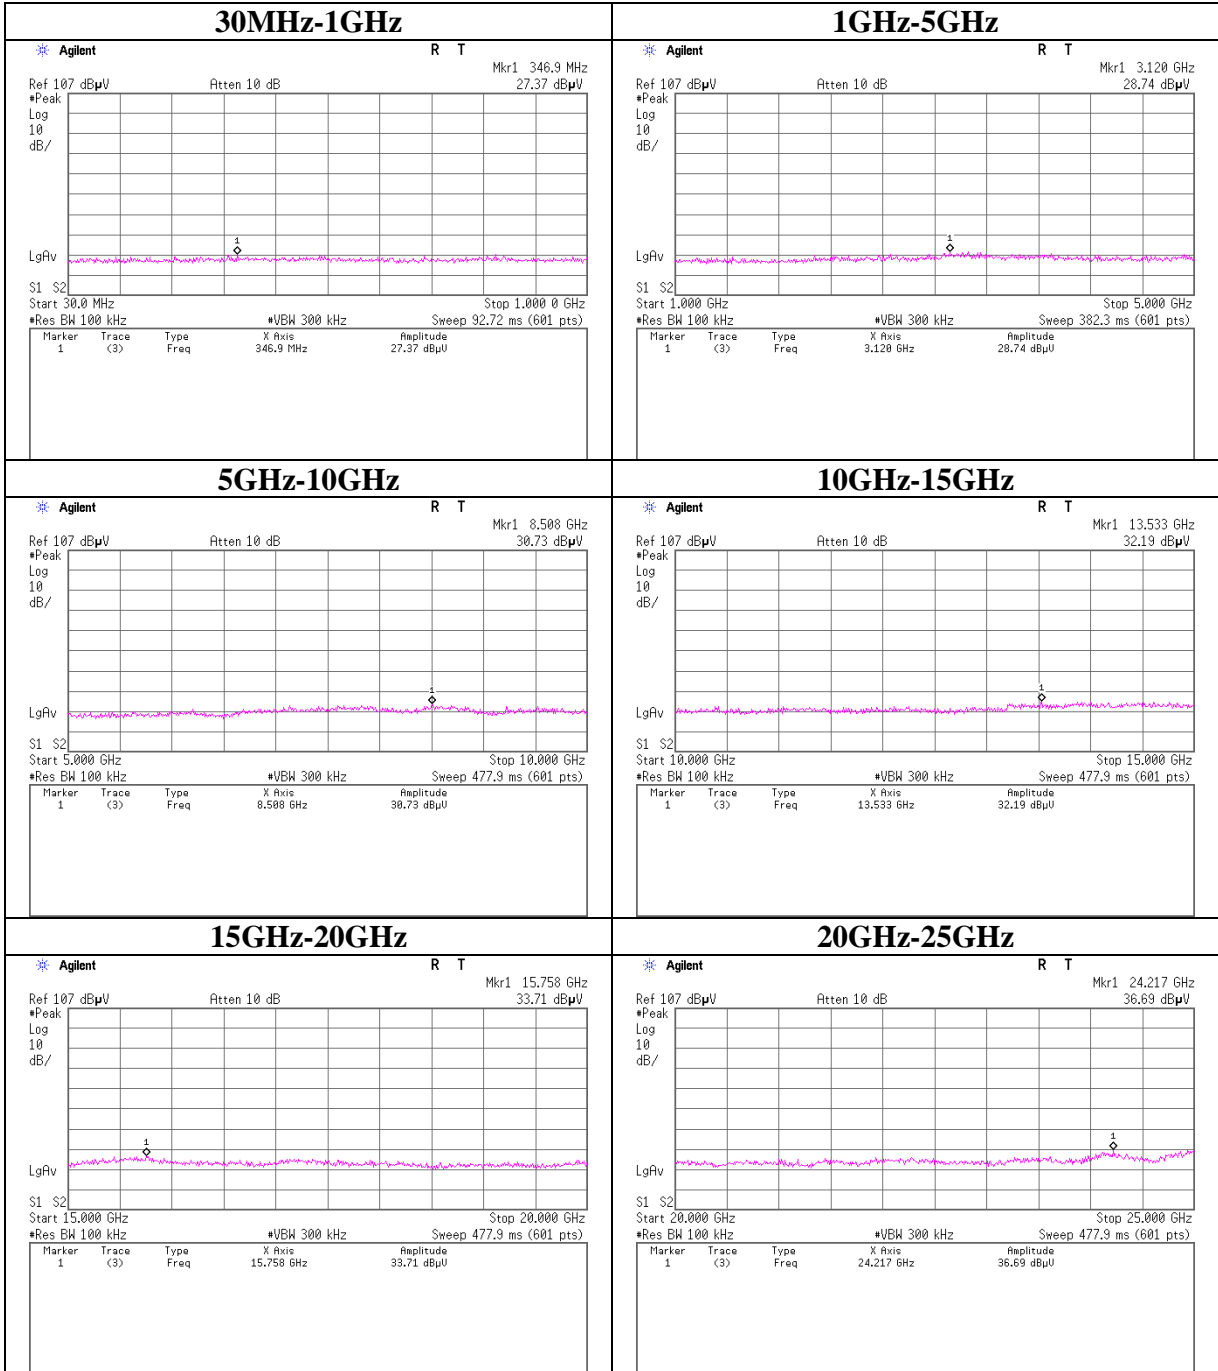 30MHz-1GHz
Agilent R T
Mkr1 346.9 MHz
Ref 107 dBµV Atten 10 dB 27.37 dBµV
#Peak
Log
10
dB/
1
LgAv
S1 S2
Start 30.0 MHz Stop 1.000 0 GHz
#Res BW 100 kHz #VBW 300 kHz Sweep 92.72 ms (601 pts)
Marker Trace Type X Axis Amplitude
1 (3) Freq 346.9 MHz 27.37 dBµV
1GHz-5GHz
Agilent R T
Mkr1 3.120 GHz
Ref 107 dBµV Atten 10 dB 28.74 dBµV
#Peak
Log
10
dB/
1
LgAv
S1 S2
Start 1.000 GHz Stop 5.000 GHz
#Res BW 100 kHz #VBW 300 kHz Sweep 382.3 ms (601 pts)
Marker Trace Type X Axis Amplitude
1 (3) Freq 3.120 GHz 28.74 dBµV
5GHz-10GHz
Agilent R T
Mkr1 8.508 GHz
Ref 107 dBµV Atten 10 dB 30.73 dBµV
#Peak
Log
10
dB/
1
LgAv
S1 S2
Start 5.000 GHz Stop 10.000 GHz
#Res BW 100 kHz #VBW 300 kHz Sweep 477.9 ms (601 pts)
Marker Trace Type X Axis Amplitude
1 (3) Freq 8.508 GHz 30.73 dBµV
10GHz-15GHz
Agilent R T
Mkr1 13.533 GHz
Ref 107 dBµV Atten 10 dB 32.19 dBµV
#Peak
Log
10
dB/
1
LgAv
S1 S2
Start 10.000 GHz Stop 15.000 GHz
#Res BW 100 kHz #VBW 300 kHz Sweep 477.9 ms (601 pts)
Marker Trace Type X Axis Amplitude
1 (3) Freq 13.533 GHz 32.19 dBµV
15GHz-20GHz
Agilent R T
Mkr1 15.758 GHz
Ref 107 dBµV Atten 10 dB 33.71 dBµV
#Peak
Log
10
dB/
1
LgAv
S1 S2
Start 15.000 GHz Stop 20.000 GHz
#Res BW 100 kHz #VBW 300 kHz Sweep 477.9 ms (601 pts)
Marker Trace Type X Axis Amplitude
1 (3) Freq 15.758 GHz 33.71 dBµV
20GHz-25GHz
Agilent R T
Mkr1 24.217 GHz
Ref 107 dBµV Atten 10 dB 36.69 dBµV
#Peak
Log
10
dB/
1
LgAv
S1 S2
Start 20.000 GHz Stop 25.000 GHz
#Res BW 100 kHz #VBW 300 kHz Sweep 477.9 ms (601 pts)
Marker Trace Type X Axis Amplitude
1 (3) Freq 24.217 GHz 36.69 dBµV